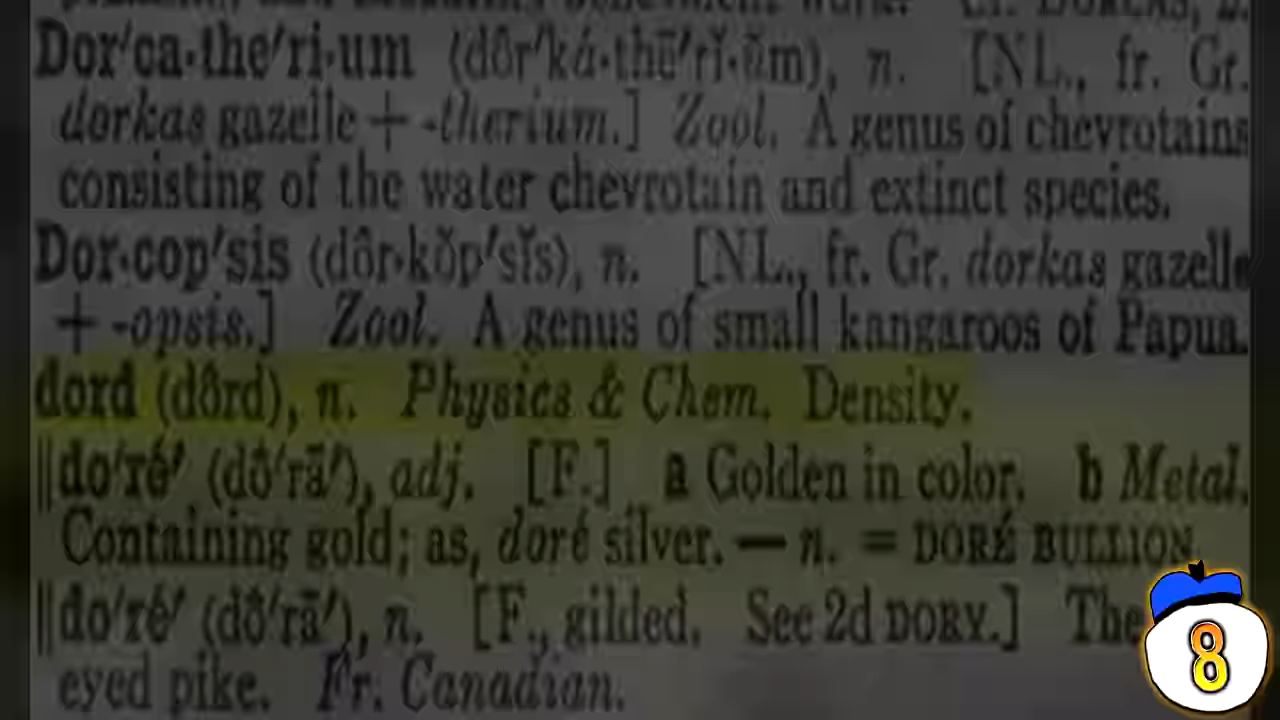 Dor′ca·the′ri·um (dôr′kȧ·thē′rĭ·ŭm), n. [NL., fr. Gr.
dorkas gazelle + -therium.] Zool. A genus of chevrotains
consisting of the water chevrotain and extinct species.
Dor·cop′sis (dôr·kŏp′sĭs), n. [NL., fr. Gr. dorkas gazelle
+ -opsis.] Zool. A genus of small kangaroos of Papua.
dord (dôrd), n. Physics & Chem. Density.
||do′ré′ (dô′rā′), adj. [F.] a Golden in color. b Metal.
Containing gold; as, doré silver. — n. = DORÉ BULLION.
||do′ré′ (dô′rā′), n. [F., gilded. See 2d DORY.] The
eyed pike. Fr. Canadian.
8